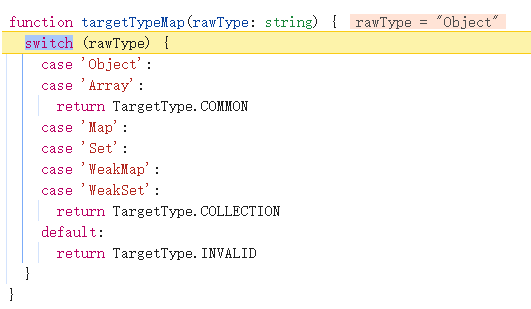 function targetTypeMap(rawType: string) { rawType = "Object"
switch (rawType) {
case 'Object':
case 'Array':
return TargetType.COMMON
case 'Map':
case 'Set':
case 'WeakMap':
case 'WeakSet':
return TargetType.COLLECTION
default:
return TargetType.INVALID
}
}